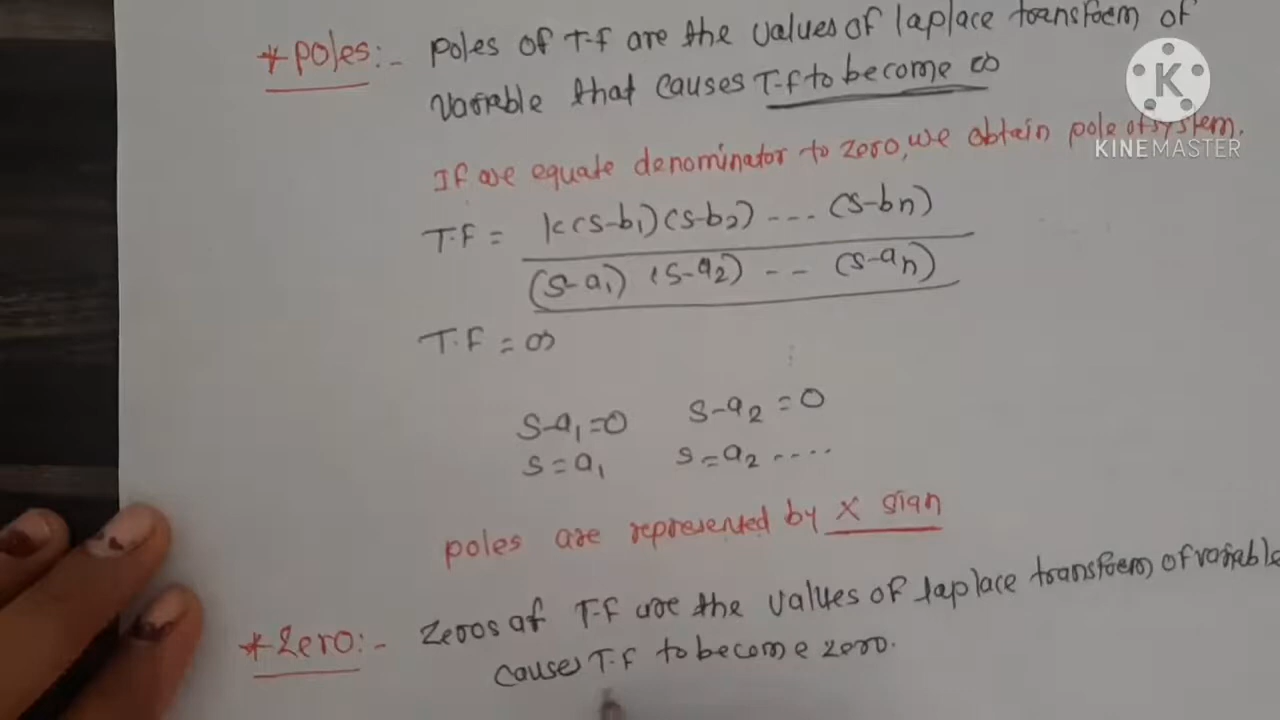 * poles:- poles of T.f are the values of laplace transfoem of
variable that causes T.f to become ∞
If we equate denominator to zero, we obtain pole of system.
T.F = K(s-b1)(s-b2) --- (s-bn)
(s-a1) (s-a2) -- (s-an)
T.F = ∞
s-a1=0 s-a2=0
s=a1 s=a2 ....
poles are represented by X sign
* Zero:- zeros of T.F are the values of laplace transfoem of variable
causes T.F to become zero.
K
KINEMASTER